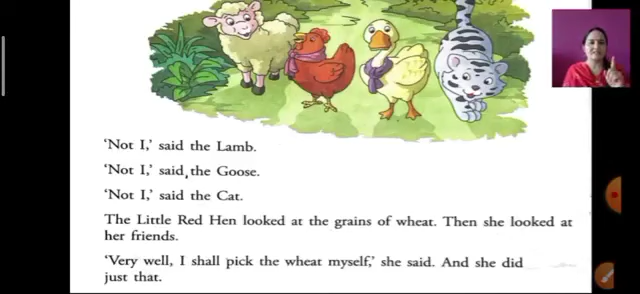 'Not I,' said the Lamb.
'Not I,' said the Goose.
'Not I,' said the Cat.
The Little Red Hen looked at the grains of wheat. Then she looked at
her friends.
'Very well, I shall pick the wheat myself,' she said. And she did
just that.